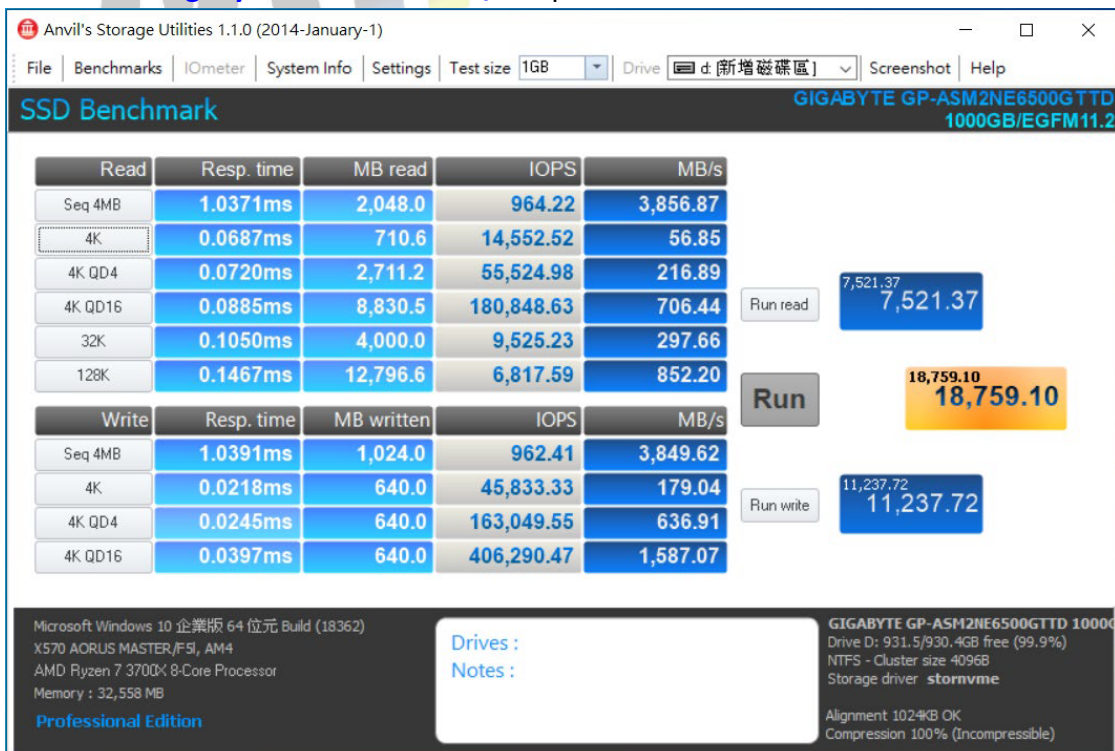 Anvil's Storage Utilities 1.1.0 (2014-January-1)
File Benchmarks IOmeter System Info Settings Test size 1GB Drive d: [新增磁碟區] Screenshot Help
SSD Benchmark
GIGABYTE GP-ASM2NE6500GTTD
1000GB/EGFM11.2
Read Resp. time MB read IOPS MB/s
Seq 4MB 1.0371ms 2,048.0 964.22 3,856.87
4K 0.0687ms 710.6 14,552.52 56.85
4K QD4 0.0720ms 2,711.2 55,524.98 216.89
4K QD16 0.0885ms 8,830.5 180,848.63 706.44
32K 0.1050ms 4,000.0 9,525.23 297.66
128K 0.1467ms 12,796.6 6,817.59 852.20
Run read
7,521.37
7,521.37
Run
18,759.10
18,759.10
Write Resp. time MB written IOPS MB/s
Seq 4MB 1.0391ms 1,024.0 962.41 3,849.62
4K 0.0218ms 640.0 45,833.33 179.04
4K QD4 0.0245ms 640.0 163,049.55 636.91
4K QD16 0.0397ms 640.0 406,290.47 1,587.07
Run write
11,237.72
11,237.72
Microsoft Windows 10 企業版 64 位元 Build (18362)
X570 AORUS MASTER/F5l, AM4
AMD Ryzen 7 3700X 8-Core Processor
Memory : 32,558 MB
Professional Edition
Drives :
Notes :
GIGABYTE GP-ASM2NE6500GTTD 1000G
Drive D: 931.5/930.4GB free (99.9%)
NTFS - Cluster size 4096B
Storage driver stornvme
Alignment 1024KB OK
Compression 100% (Incompressible)